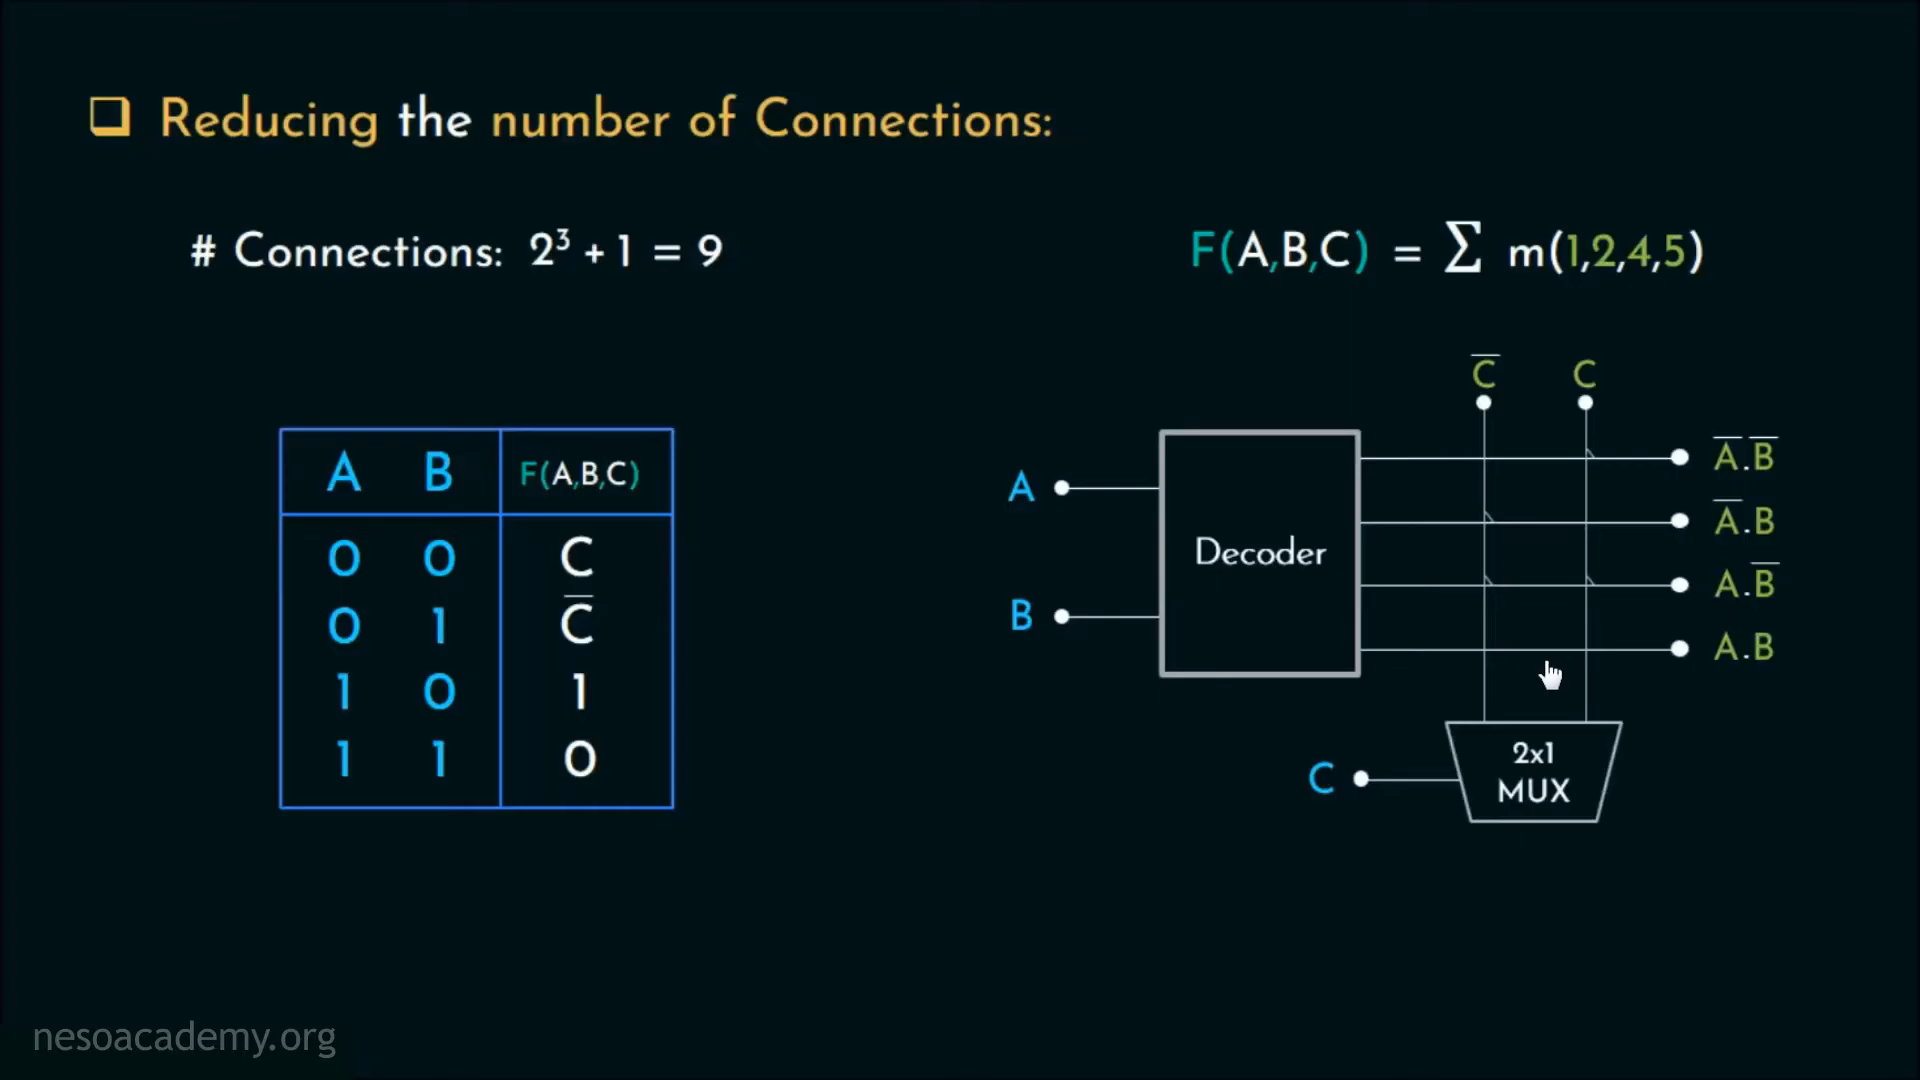 ❑ Reducing the number of Connections:
# Connections: 2³ + 1 = 9
F(A,B,C) = ∑ m(1,2,4,5)
A B F(A,B,C)
0 0 C
0 1 C̅
1 0 1
1 1 0
C̅ C
A
B
Decoder
A̅.B̅
A̅.B
A.B̅
A.B
C
2x1
MUX
nesoacademy.org